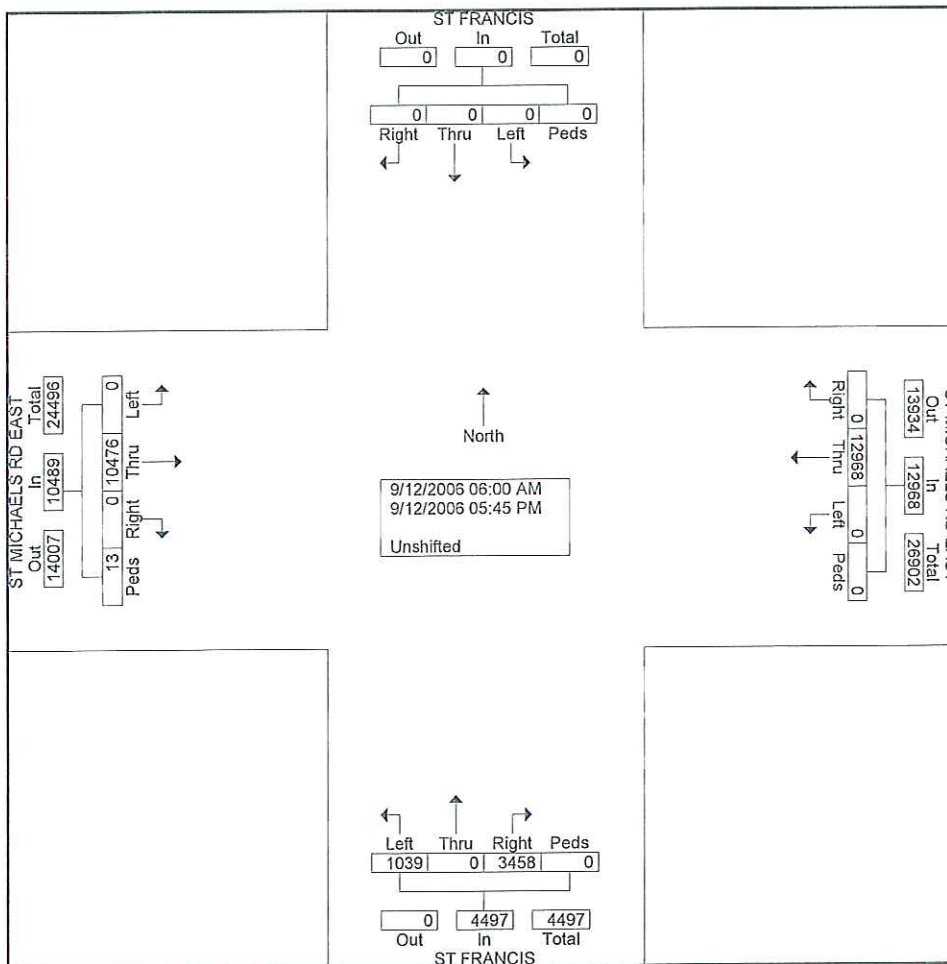 ST FRANCIS
Out In Total
0 0 0
0 0 0 0
Right Thru Left Peds
ST MICHAELS RD EAST
Total In Out
24496 10489 14007
0 10476 0 13
Left Thru Right Peds
North
9/12/2006 06:00 AM
9/12/2006 05:45 PM
Unshifted
Out In Total
13934 12968 26902
0 12968 0 0
Right Thru Left Peds
Left Thru Right Peds
1039 0 3458 0
0 4497 4497
Out In Total
ST FRANCIS